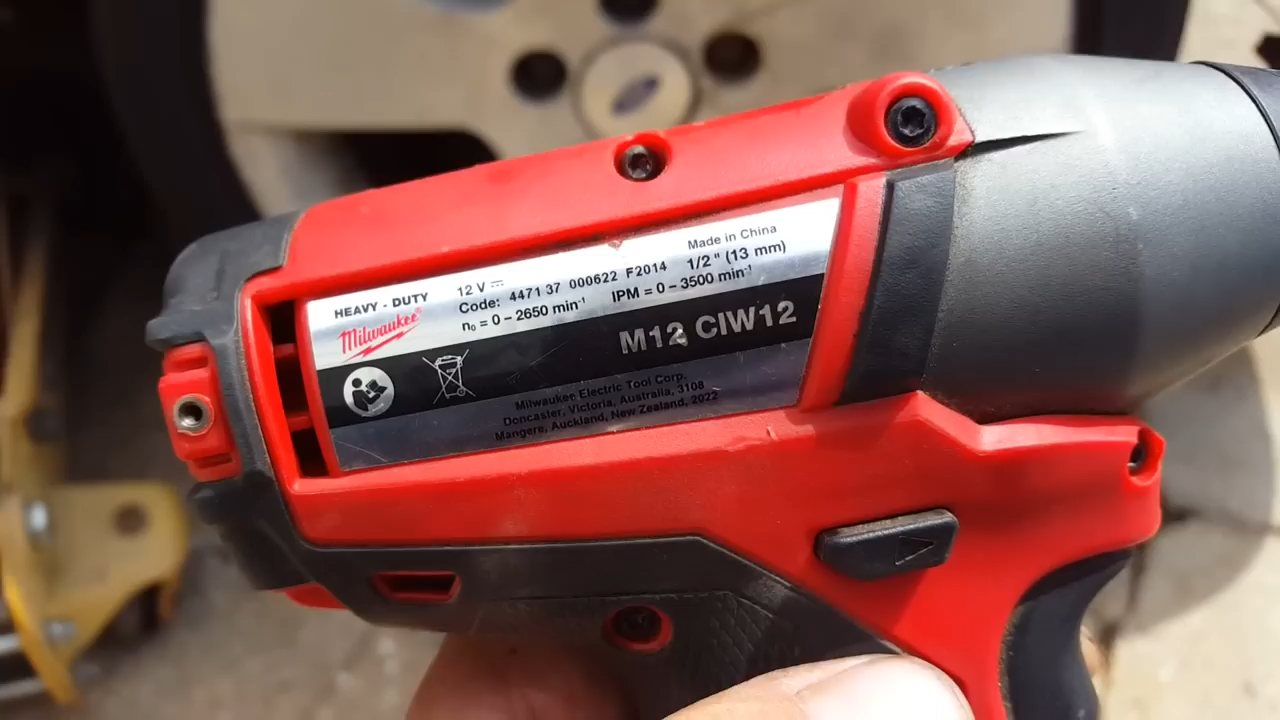 HEAVY - DUTY
Milwaukee®
12 V
Made in China
Code: 4471 37 000622 F2014 1/2" (13 mm)
n₀ = 0 – 2650 min⁻¹ IPM = 0 – 3500 min⁻¹
M12 CIW12
Milwaukee Electric Tool Corp.
Doncaster, Victoria, Australia, 3108
Mangere, Auckland, New Zealand, 2022